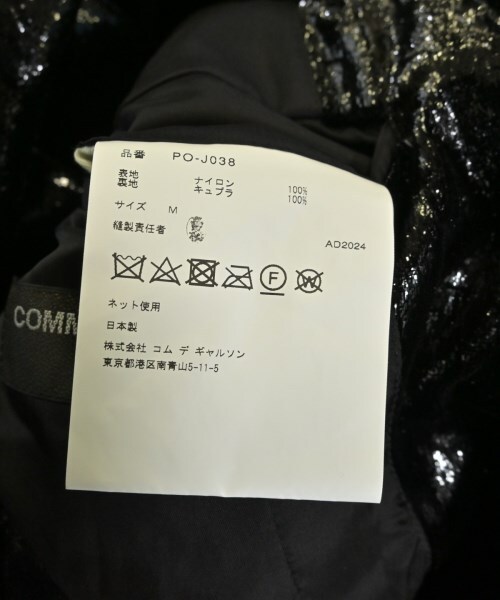 品番 PO-J038
表地 ナイロン 100%
裏地 キュプラ 100%
サイズ M
縫製責任者
AD2024
F W
ネット使用
日本製
株式会社 コム デ ギャルソン
東京都港区南青山5-11-5
COMM